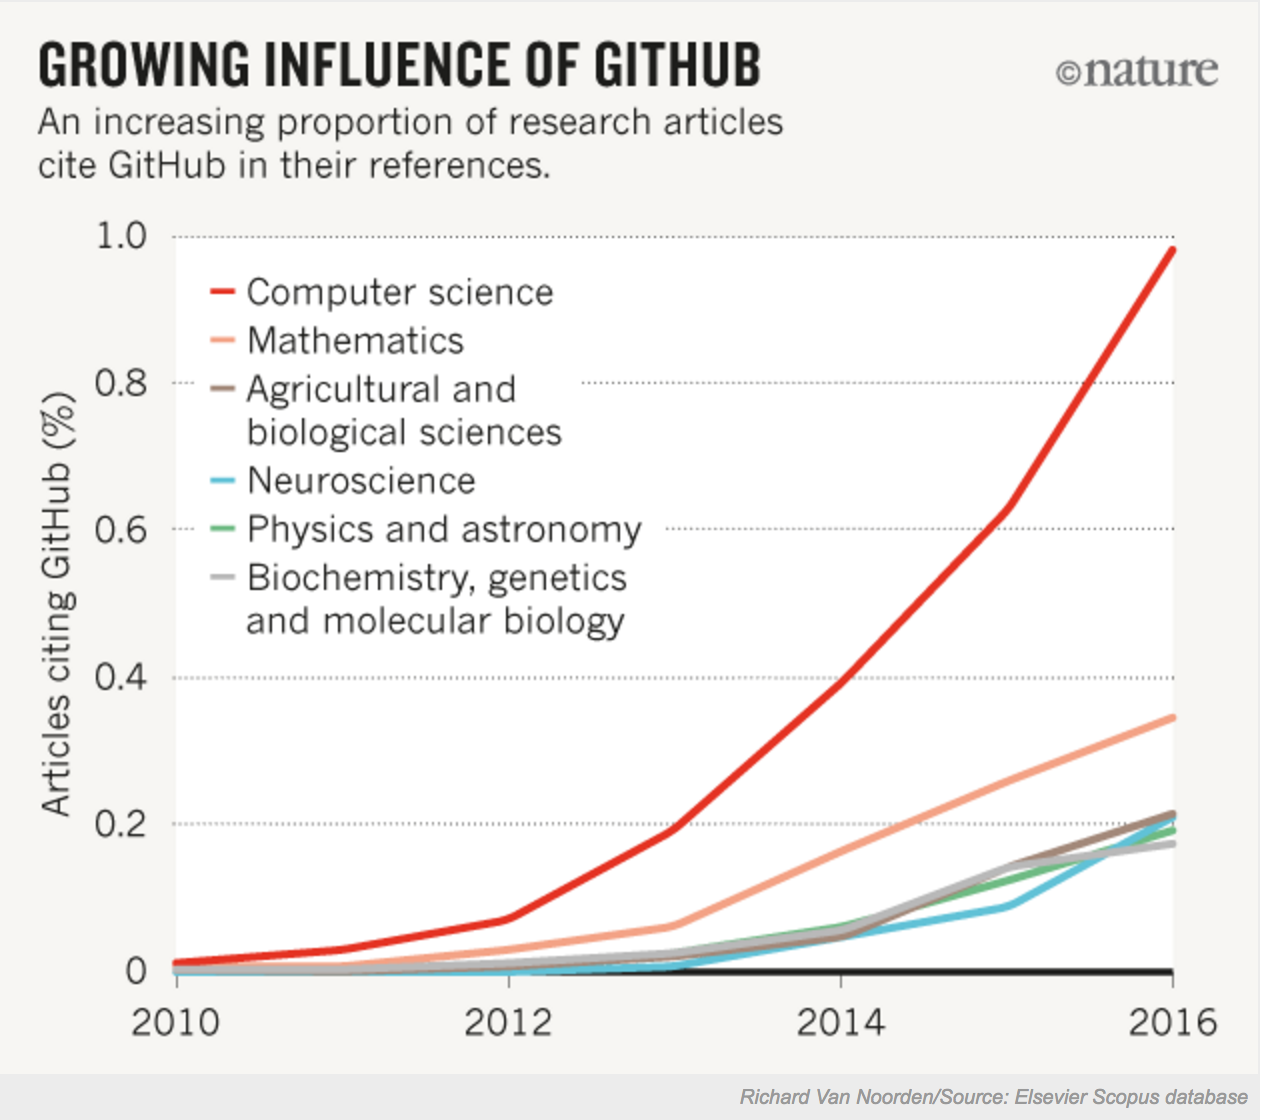 GROWING INFLUENCE OF GITHUB
©nature
An increasing proportion of research articles
cite GitHub in their references.
Articles citing GitHub (%)
1.0
0.8
0.6
0.4
0.2
0
Computer science
Mathematics
Agricultural and
biological sciences
Neuroscience
Physics and astronomy
Biochemistry, genetics
and molecular biology
2010
2012
2014
2016
Richard Van Noorden/Source: Elsevier Scopus database